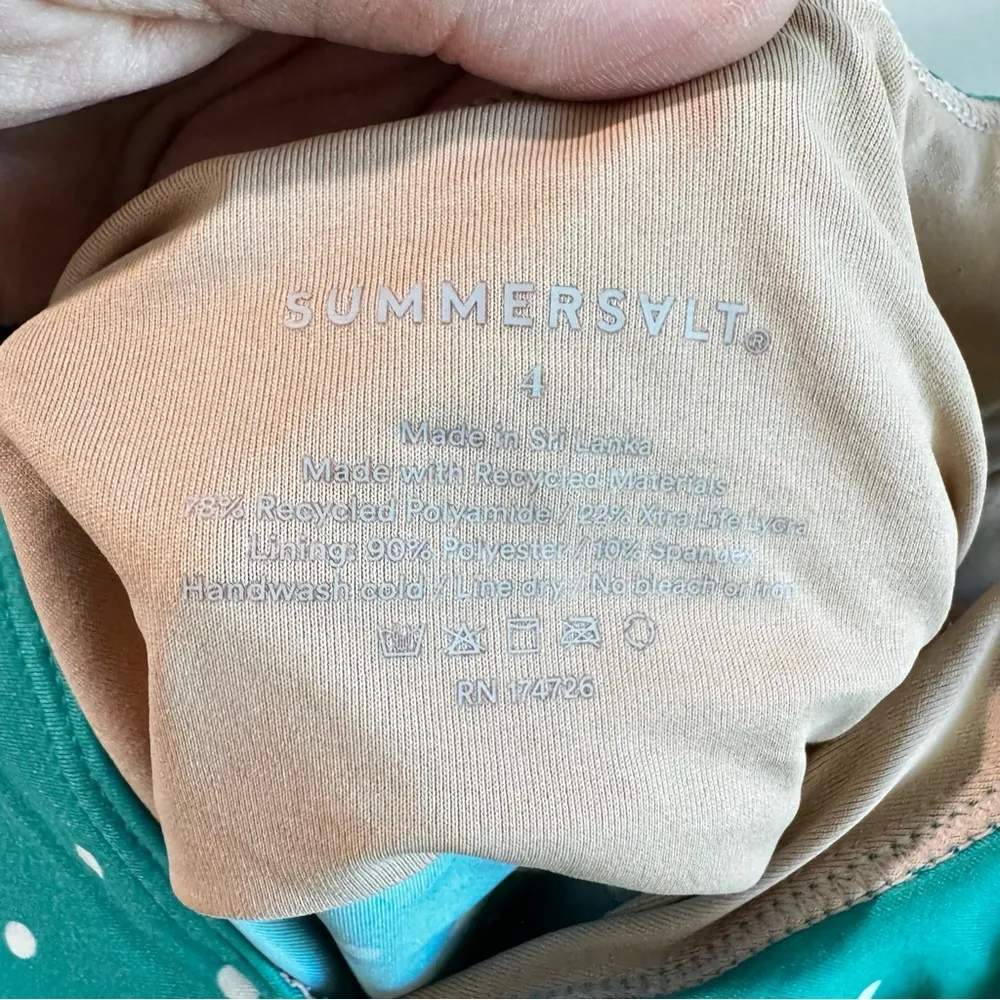 SUMMERSALT®
4
Made in Sri Lanka
Made with Recycled Materials
78% Recycled Polyamide / 22% Xtra Life Lycra
Lining: 90% Polyester / 10% Spandex
Handwash cold / Line dry / No bleach or iron
RN 174726